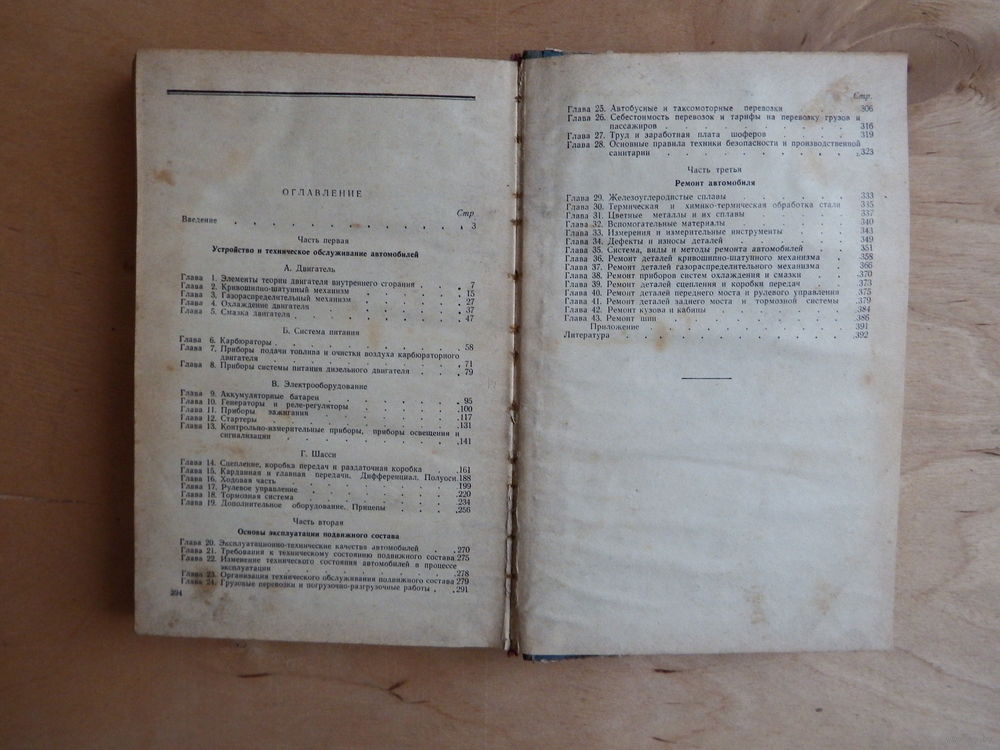 ОГЛАВЛЕНИЕ
Стр.
Введение . . . . . . . . . . . . . . . 3
Часть первая
Устройство и техническое обслуживание автомобилей
А. Двигатель
Глава 1. Элементы теории двигателя внутреннего сгорания . . . 7
Глава 2. Кривошипно-шатунный механизм . . . . . . 15
Глава 3. Газораспределительный механизм . . . . . . 27
Глава 4. Охлаждение двигателя . . . . . . . . 37
Глава 5. Смазка двигателя . . . . . . . . . 47
Б. Система питания
Глава 6. Карбюраторы . . . . . . . . . . 58
Глава 7. Приборы подачи топлива и очистки воздуха карбюраторного
двигателя . . . . . . . . . . . 71
Глава 8. Приборы системы питания дизельного двигателя . . . 79
В. Электрооборудование
Глава 9. Аккумуляторные батареи . . . . . . . 95
Глава 10. Генераторы и реле-регуляторы . . . . . . 100
Глава 11. Приборы зажигания . . . . . . . . 117
Глава 12. Стартеры . . . . . . . . . . 131
Глава 13. Контрольно-измерительные приборы, приборы освещения и
сигнализации . . . . . . . . . . 141
Г. Шасси
Глава 14. Сцепление, коробка передач и раздаточная коробка . . 161
Глава 15. Карданная и главная передачи. Дифференциал. Полуоси 188
Глава 16. Ходовая часть . . . . . . . . . 199
Глава 17. Рулевое управление . . . . . . . . 220
Глава 18. Тормозная система . . . . . . . . 234
Глава 19. Дополнительное оборудование. Прицепы . . . . 256
Часть вторая
Основы эксплуатации подвижного состава
Глава 20. Эксплуатационно-технические качества автомобилей . . 270
Глава 21. Требования к техническому состоянию подвижного состава 275
Глава 22. Изменение технического состояния автомобилей в процессе
эксплуатации . . . . . . . . . . 278
Глава 23. Организация технического обслуживания подвижного состава 279
Глава 24. Грузовые перевозки и погрузочно-разгрузочные работы . . 291
394
Стр.
Глава 25. Автобусные и таксомоторные перевозки . . . . 306
Глава 26. Себестоимость перевозок и тарифы на перевозку грузов и
пассажиров . . . . . . . . . . 316
Глава 27. Труд и заработная плата шоферов . . . . . 319
Глава 28. Основные правила техники безопасности и производственной
санитарии . . . . . . . . . . 323
Часть третья
Ремонт автомобиля
Глава 29. Железоуглеродистые сплавы . . . . . . 333
Глава 30. Термическая и химико-термическая обработка стали . 335
Глава 31. Цветные металлы и их сплавы . . . . . . 337
Глава 32. Вспомогательные материалы . . . . . . 340
Глава 33. Измерения и измерительные инструменты . . . . 343
Глава 34. Дефекты и износы деталей . . . . . . 349
Глава 35. Система, виды и методы ремонта автомобилей . . . 351
Глава 36. Ремонт деталей кривошипно-шатунного механизма . . 358
Глава 37. Ремонт деталей газораспределительного механизма . . 366
Глава 38. Ремонт приборов систем охлаждения и смазки . . . 370
Глава 39. Ремонт деталей сцепления и коробки передач . . . 373
Глава 40. Ремонт деталей переднего моста и рулевого управления . 375
Глава 41. Ремонт деталей заднего моста и тормозной системы . 379
Глава 42. Ремонт кузова и кабины . . . . . . . 384
Глава 43. Ремонт шин . . . . . . . . . 386
Приложение . . . . . . . . . . 391
Литература . . . . . . . . . . . 392